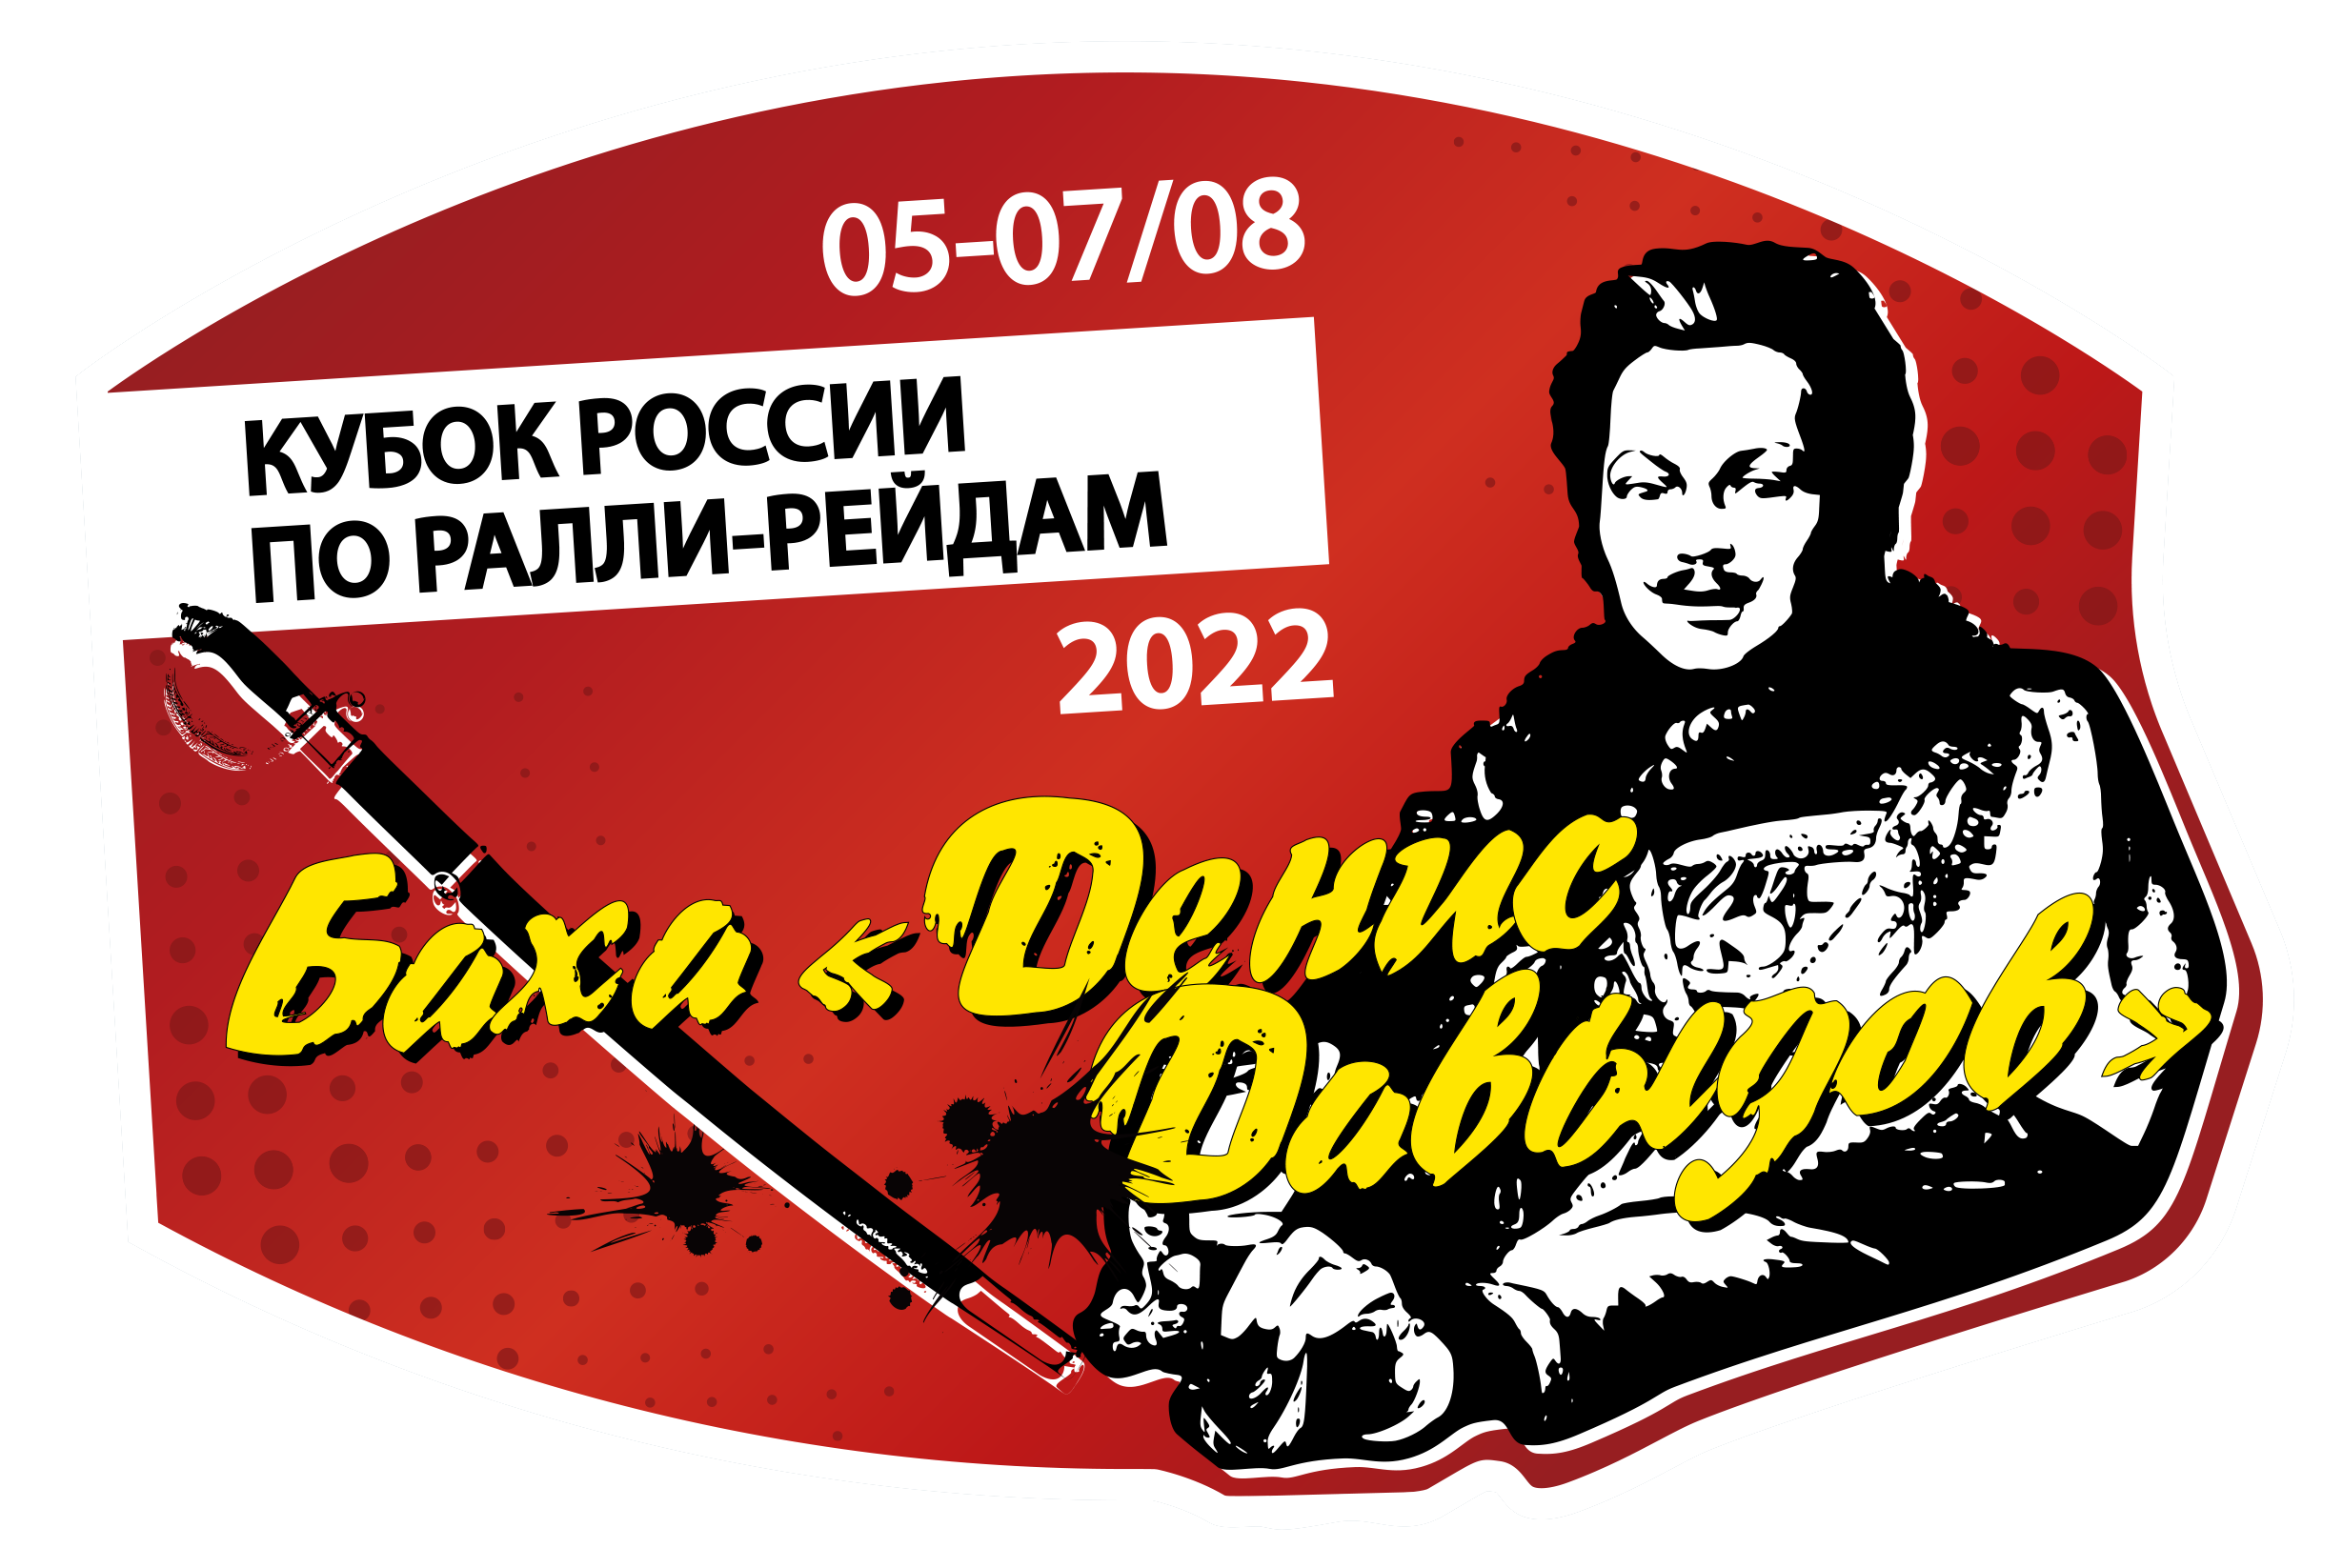 05-07/08
КУБОК РОССИИ
ПО РАЛЛИ-РЕЙДАМ
2022
Баха «Денис
Давыдов»